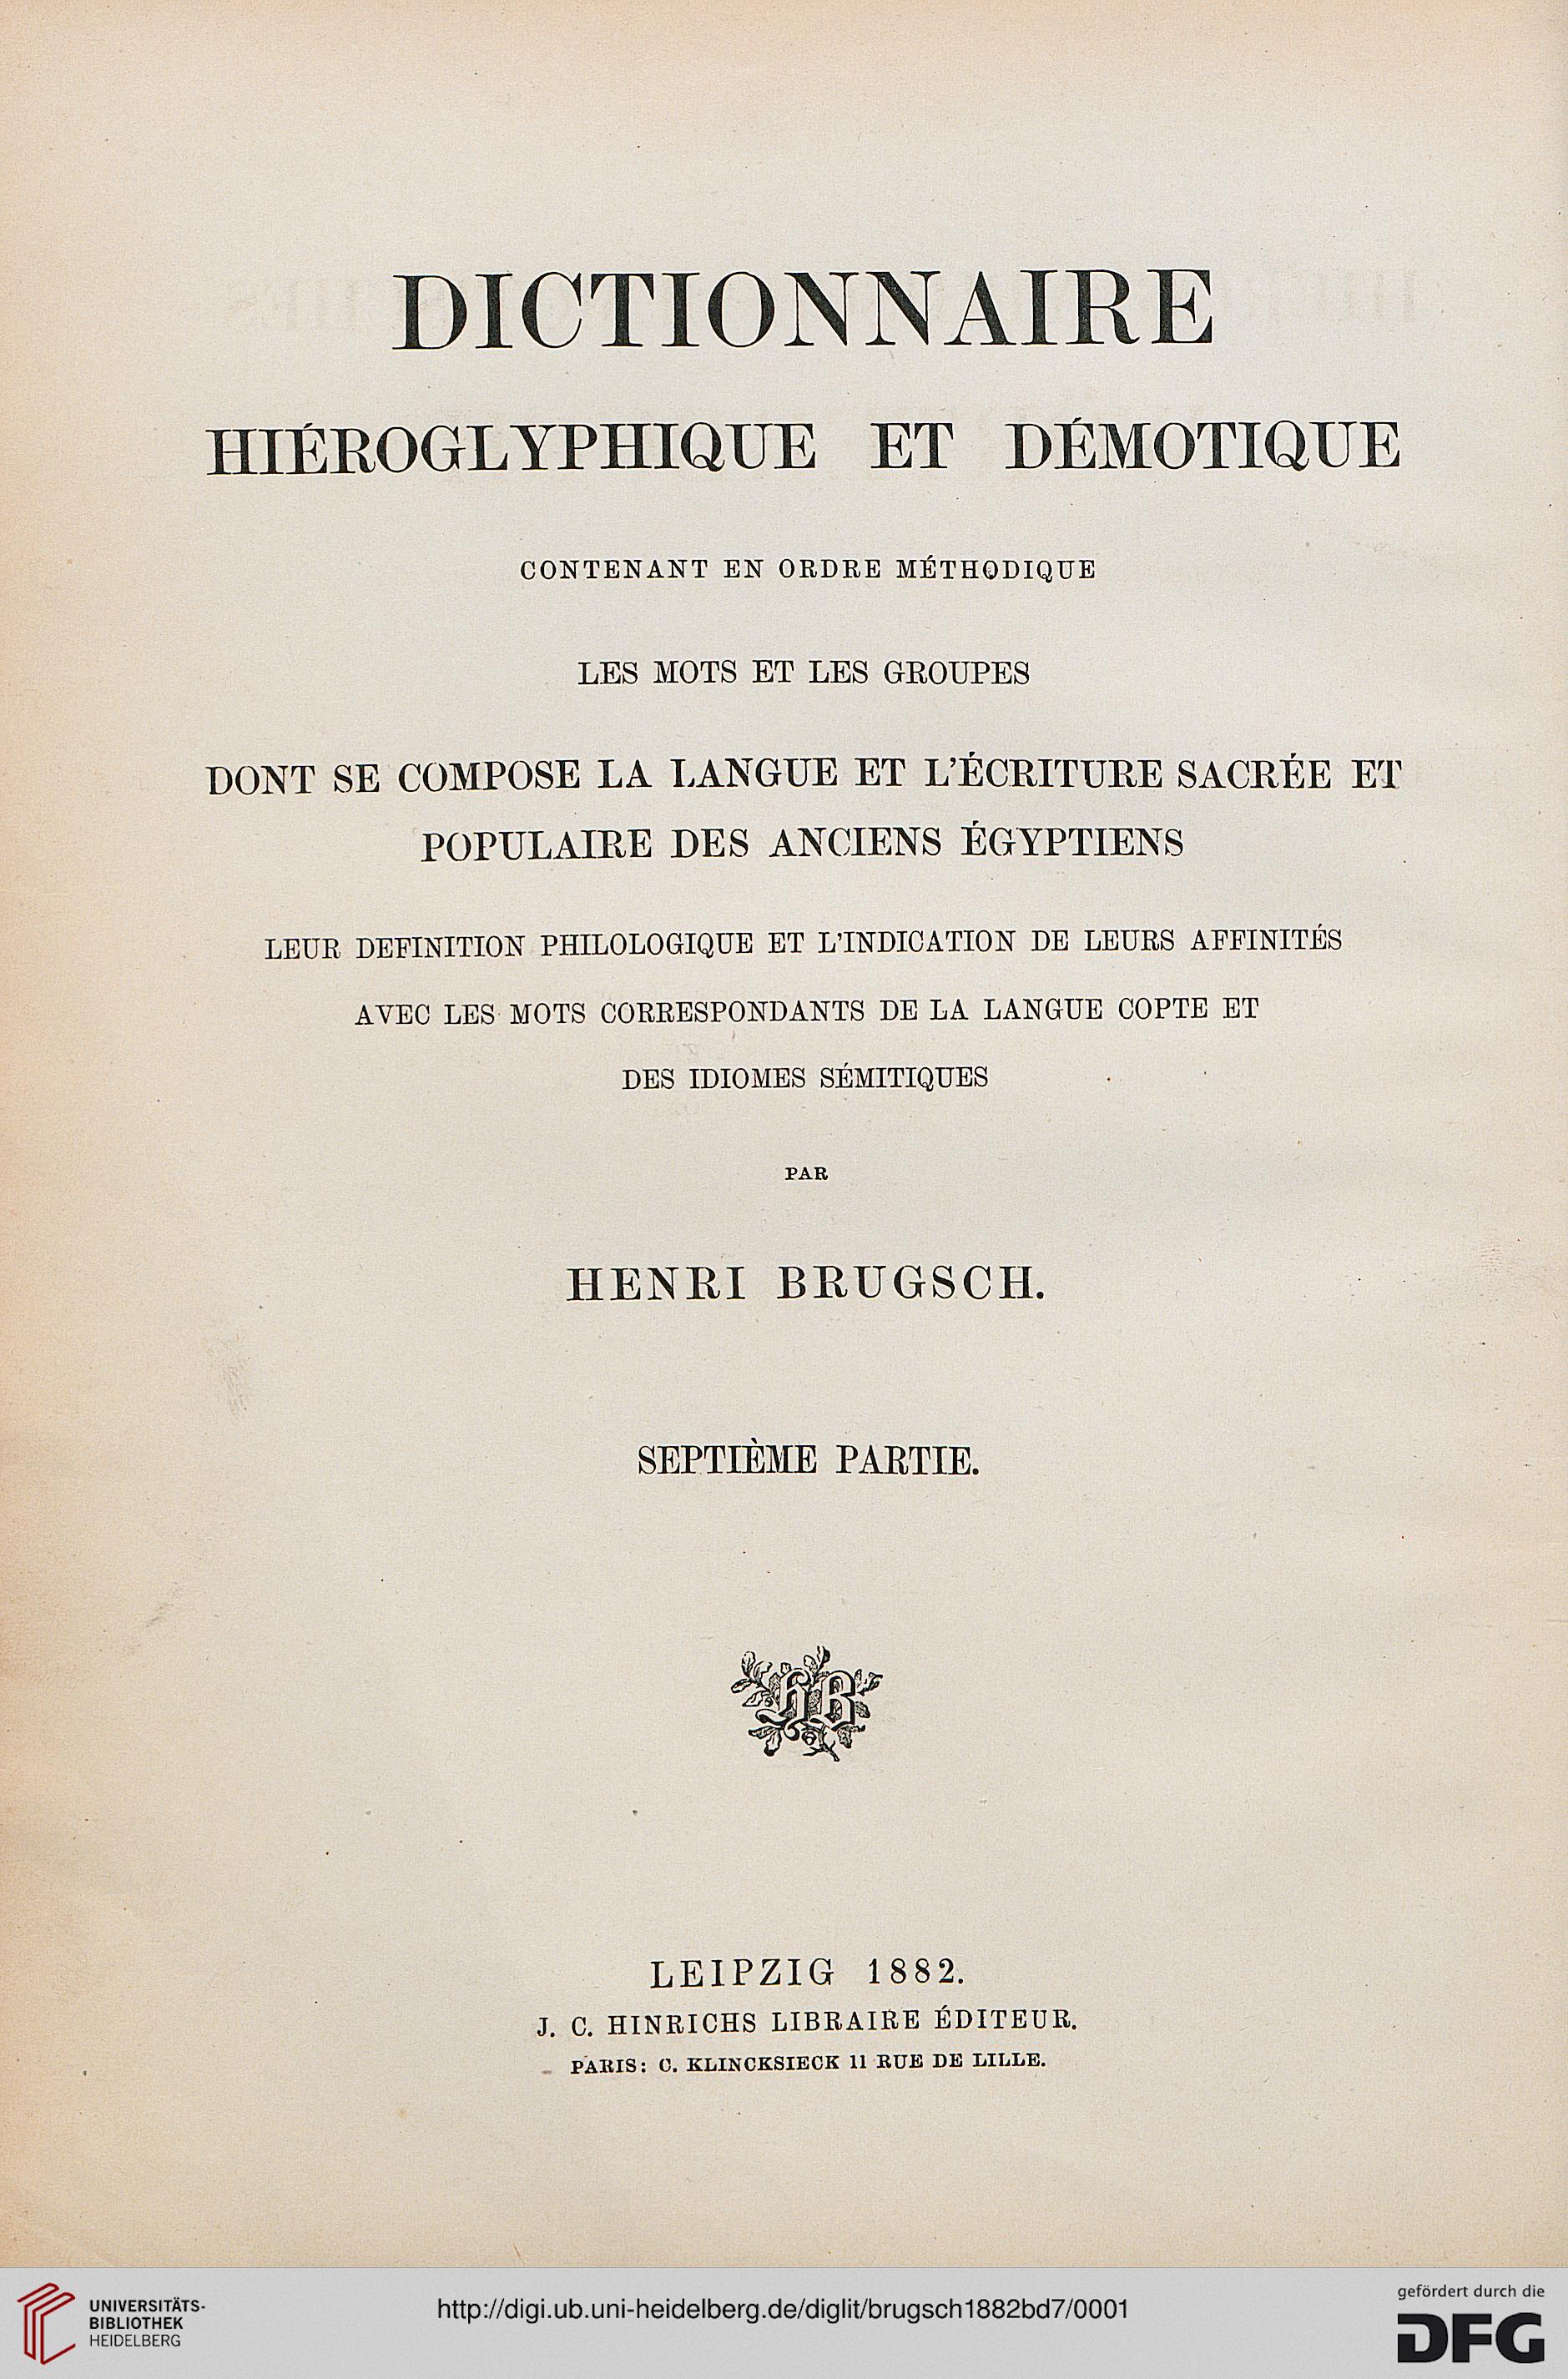 DICTIONNAIRE
HIÉROGLYPHIQUE ET DÉMOTIQUE
CONTENANT EN ORDRE MÉTHODIQUE
LES MOTS ET LES GROUPES
DONT SE COMPOSE LA LANGUE ET L'ÉCRITURE SACRÉE ET
POPULAIRE DES ANCIENS ÉGYPTIENS
LEUR DEFINITION PHILOLOGIQUE ET L'INDICATION DE LEURS AFFINITÉS
AVEC LES MOTS CORRESPONDANTS DE LA LANGUE COPTE ET
DES IDIOMES SÉMITIQUES
PAR
HENRI BRUGSCH.
SEPTIÈME PARTIE.
HB
LEIPZIG 1882.
J. C. HINRICHS LIBRAIRE ÉDITEUR.
PARIS: C. KLINCKSIECK 11 RUE DE LILLE.
UNIVERSITÄTS-
BIBLIOTHEK
HEIDELBERG
http://digi.ub.uni-heidelberg.de/diglit/brugsch1882bd7/0001
gefördert durch die
DFG